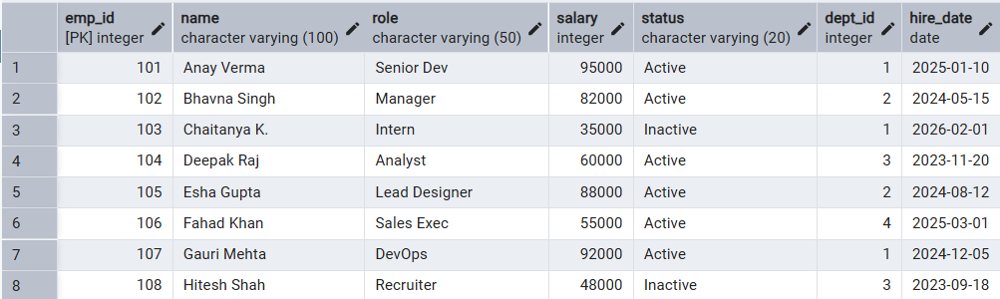 emp_id name role salary status dept_id hire_date
[PK] integer character varying (100) character varying (50) integer character varying (20) integer date
1 101 Anay Verma Senior Dev 95000 Active 1 2025-01-10
2 102 Bhavna Singh Manager 82000 Active 2 2024-05-15
3 103 Chaitanya K. Intern 35000 Inactive 1 2026-02-01
4 104 Deepak Raj Analyst 60000 Active 3 2023-11-20
5 105 Esha Gupta Lead Designer 88000 Active 2 2024-08-12
6 106 Fahad Khan Sales Exec 55000 Active 4 2025-03-01
7 107 Gauri Mehta DevOps 92000 Active 1 2024-12-05
8 108 Hitesh Shah Recruiter 48000 Inactive 3 2023-09-18